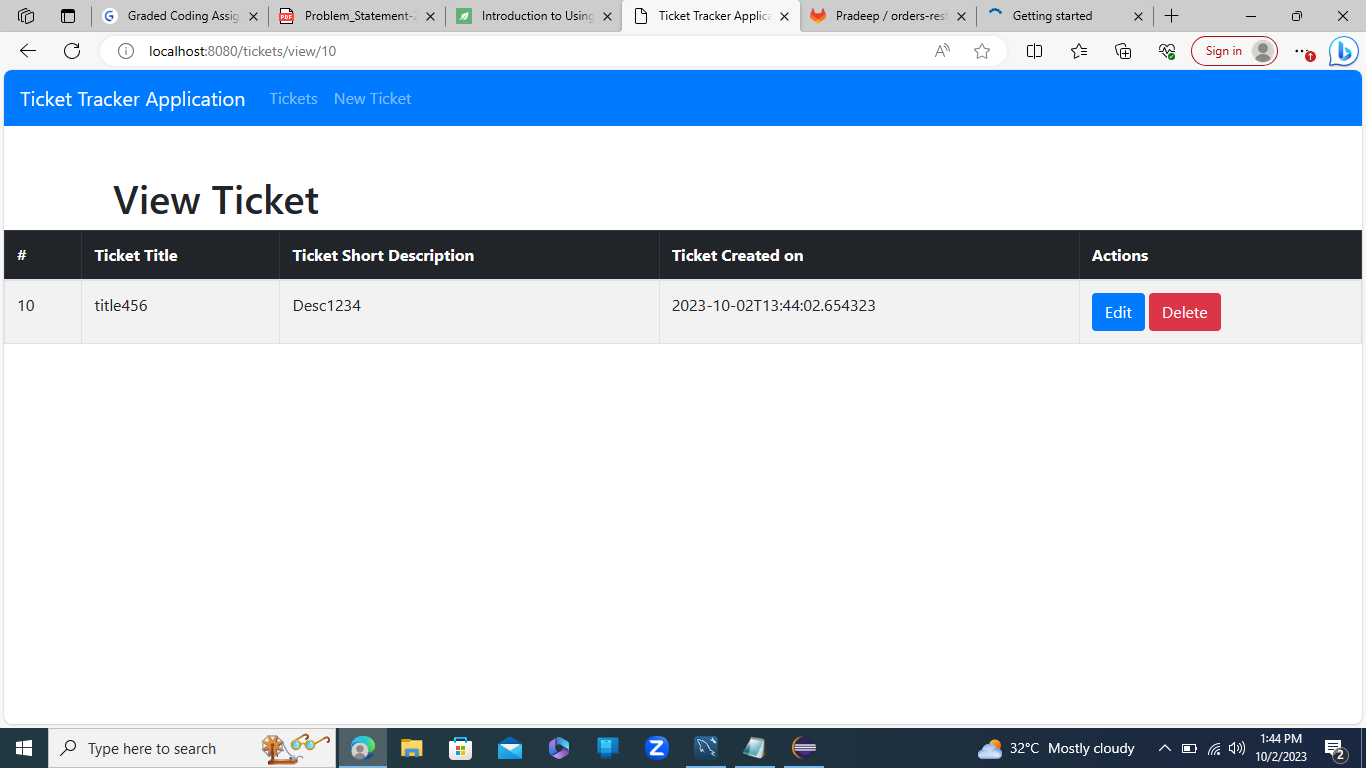 Graded Coding Assig
Problem_Statement-
Introduction to Using
Ticket Tracker Applica
Pradeep / orders-rest
Getting started
localhost:8080/tickets/view/10
Sign in
Ticket Tracker Application Tickets New Ticket
View Ticket
# Ticket Title Ticket Short Description Ticket Created on Actions
10 title456 Desc1234 2023-10-02T13:44:02.654323 Edit Delete
Type here to search
32°C Mostly cloudy
1:44 PM
10/2/2023
2